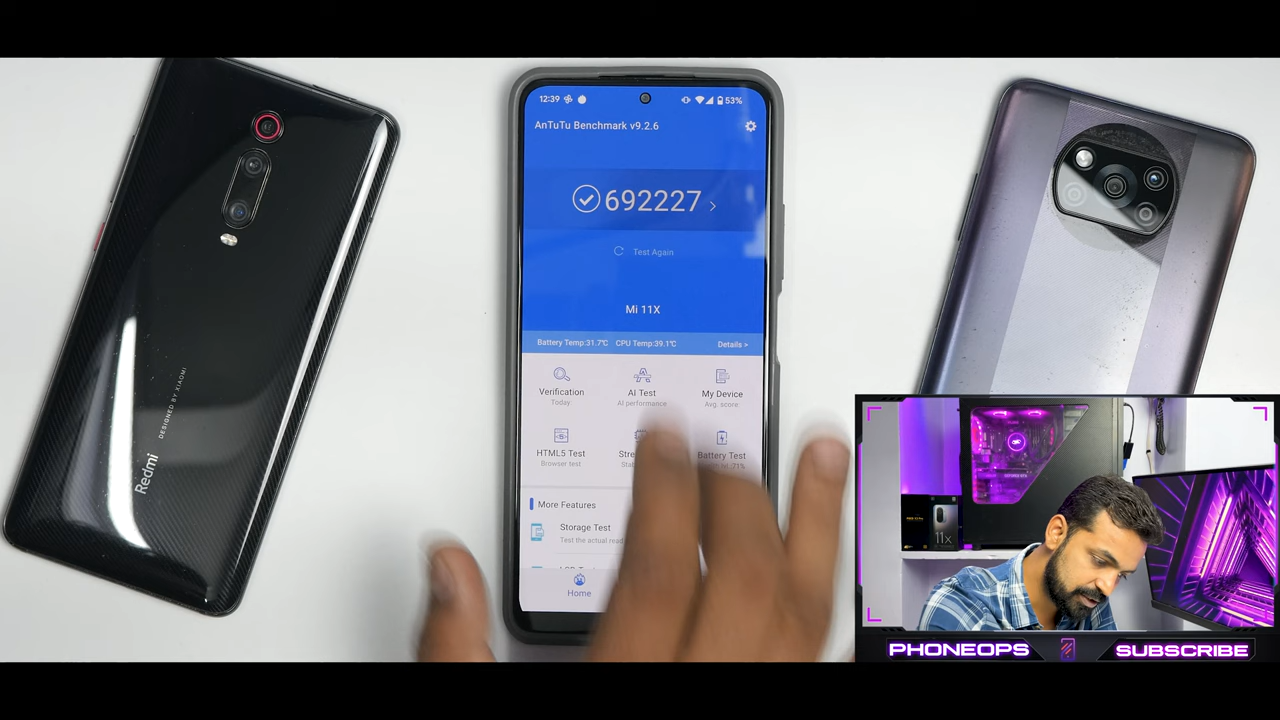 12:39
53%
AnTuTu Benchmark v9.2.6
692227 >
Test Again
Mi 11X
Battery Temp:31.7℃ CPU Temp:39.1℃ Details >
Verification
Today
AI Test
AI performance
My Device
Avg. score:
HTML5 Test
Browser test
Battery Test
71%
More Features
Storage Test
Test the actual read
Home
Redmi
DESIGNED BY XIAOMI
11x
PHONEOPS
SUBSCRIBE